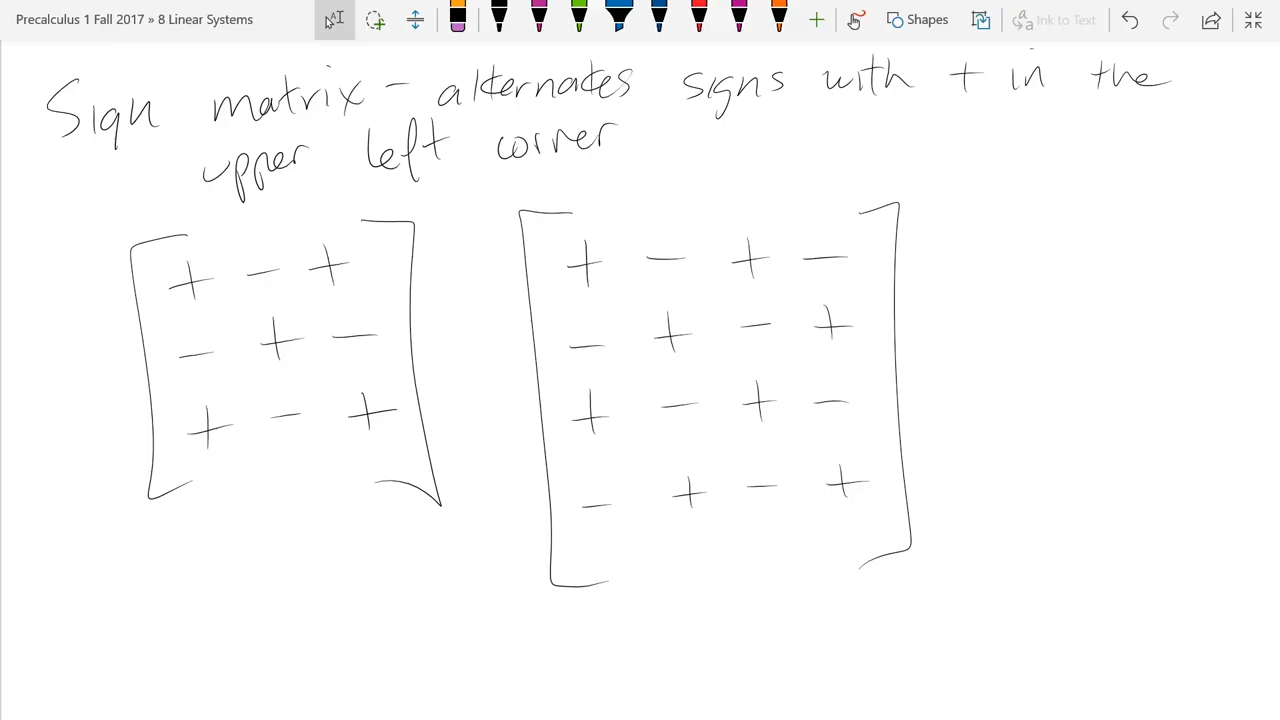 Precalculus 1 Fall 2017 » 8 Linear Systems
Shapes
Ink to Text
Sign matrix - alternates signs with + in the
upper left corner
+ - +
- + -
+ - +
+ - + -
- + - +
+ - + -
- + - +